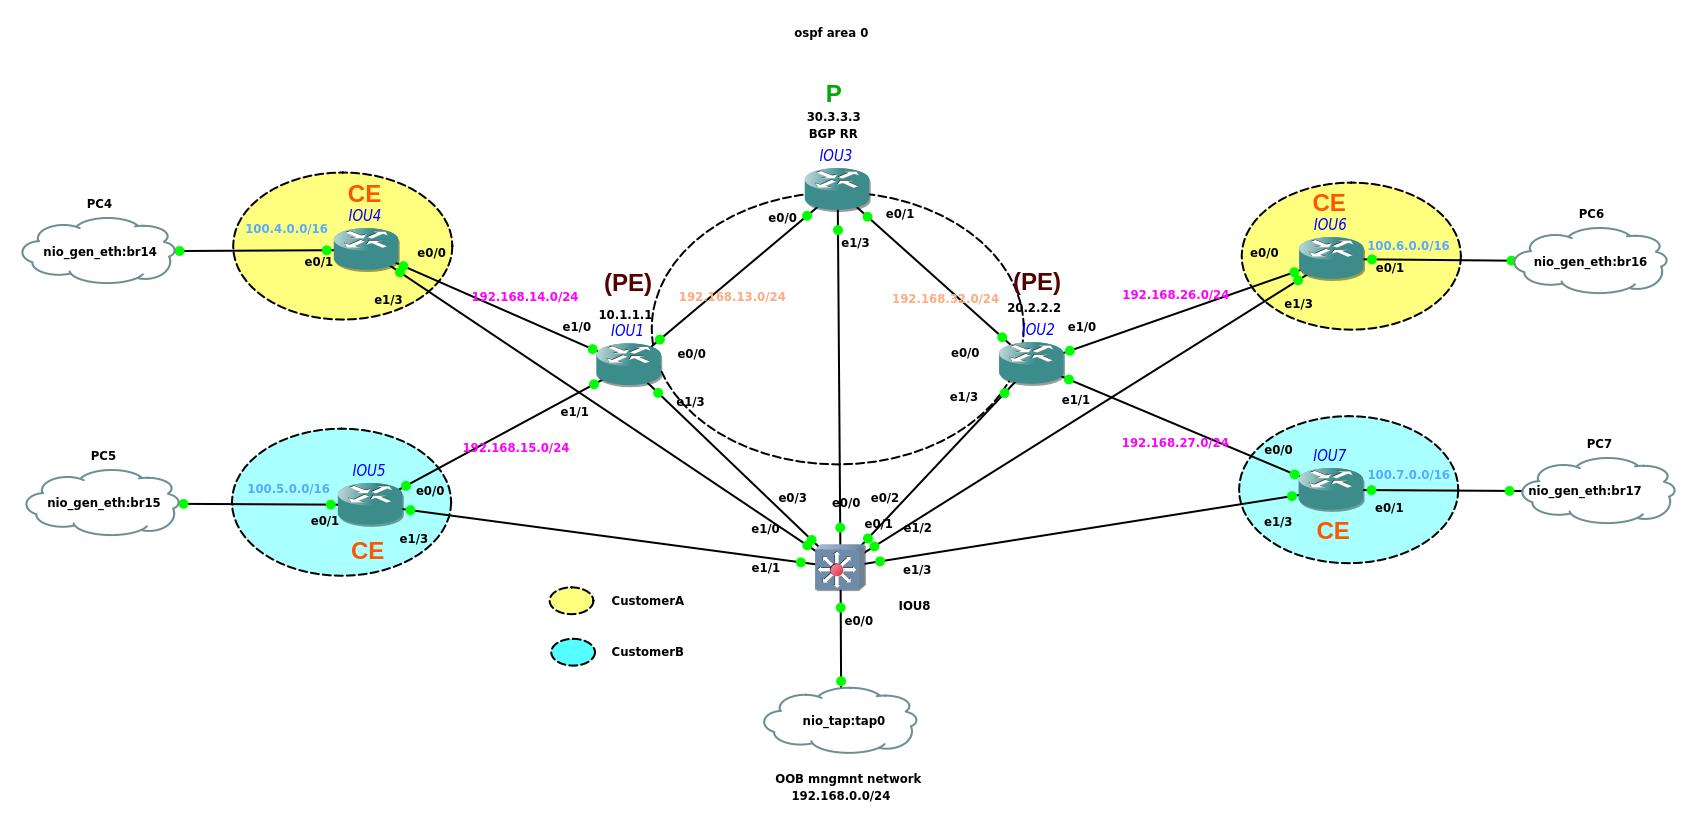 ospf area 0
P
30.3.3.3
BGP RR
IOU3
e0/0
e0/1
e1/3
PC4
nio_gen_eth:br14
CE
IOU4
100.4.0.0/16
e0/1
e0/0
e1/3
192.168.14.0/24
(PE)
10.1.1.1
IOU1
e1/0
e0/0
e1/3
e1/1
192.168.13.0/24
192.168.32.0/24
(PE)
20.2.2.2
IOU2
e1/0
e0/0
e1/3
e1/1
192.168.26.0/24
CE
IOU6
e0/0
100.6.0.0/16
e0/1
e1/3
PC6
nio_gen_eth:br16
PC5
nio_gen_eth:br15
IOU5
100.5.0.0/16
e0/0
e0/1
e1/3
CE
192.168.15.0/24
192.168.27.0/24
IOU7
e0/0
100.7.0.0/16
e0/1
e1/3
CE
PC7
nio_gen_eth:br17
e0/3
e0/0
e0/2
e1/0
e0/1
e1/2
e1/1
e1/3
IOU8
e0/0
CustomerA
CustomerB
nio_tap:tap0
OOB mngmnt network
192.168.0.0/24